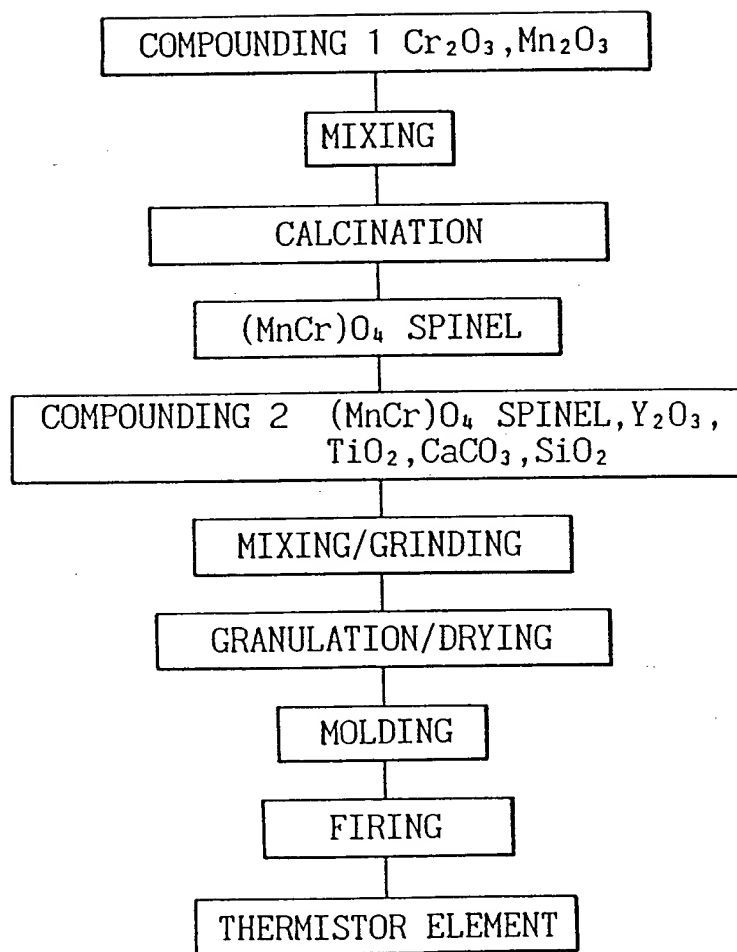 COMPOUNDING 1 Cr₂O₃,Mn₂O₃
MIXING
CALCINATION
(MnCr)O₄ SPINEL
COMPOUNDING 2 (MnCr)O₄ SPINEL,Y₂O₃,
TiO₂,CaCO₃,SiO₂
MIXING/GRINDING
GRANULATION/DRYING
MOLDING
FIRING
THERMISTOR ELEMENT